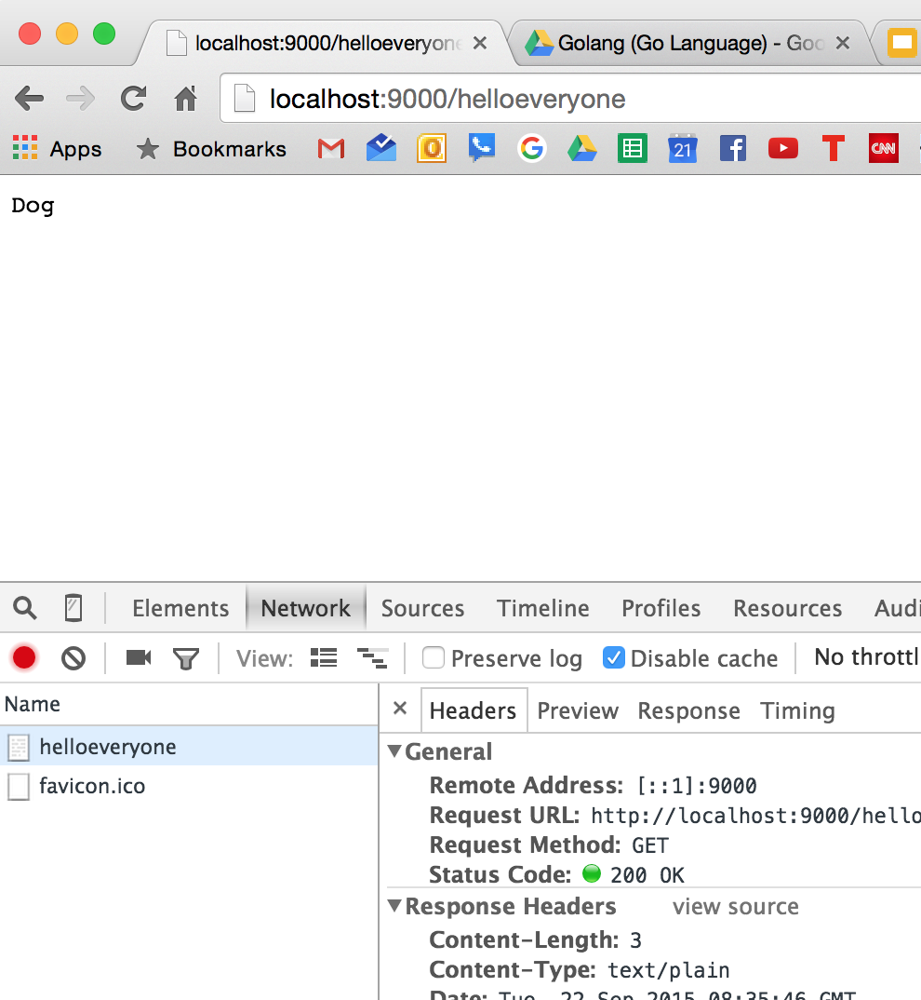 localhost:9000/helloeveryone Golang (Go Language) - Goo
localhost:9000/helloeveryone
Apps Bookmarks O G 21 f T CNN
Dog
Elements Network Sources Timeline Profiles Resources Audi
View: Preserve log Disable cache No throttl
Name
helloeveryone
favicon.ico
Headers Preview Response Timing
General
Remote Address: [::1]:9000
Request URL: http://localhost:9000/hello
Request Method: GET
Status Code: 200 OK
Response Headers view source
Content-Length: 3
Content-Type: text/plain
Date: Tue, 22 Sep 2015 08:35:46 GMT